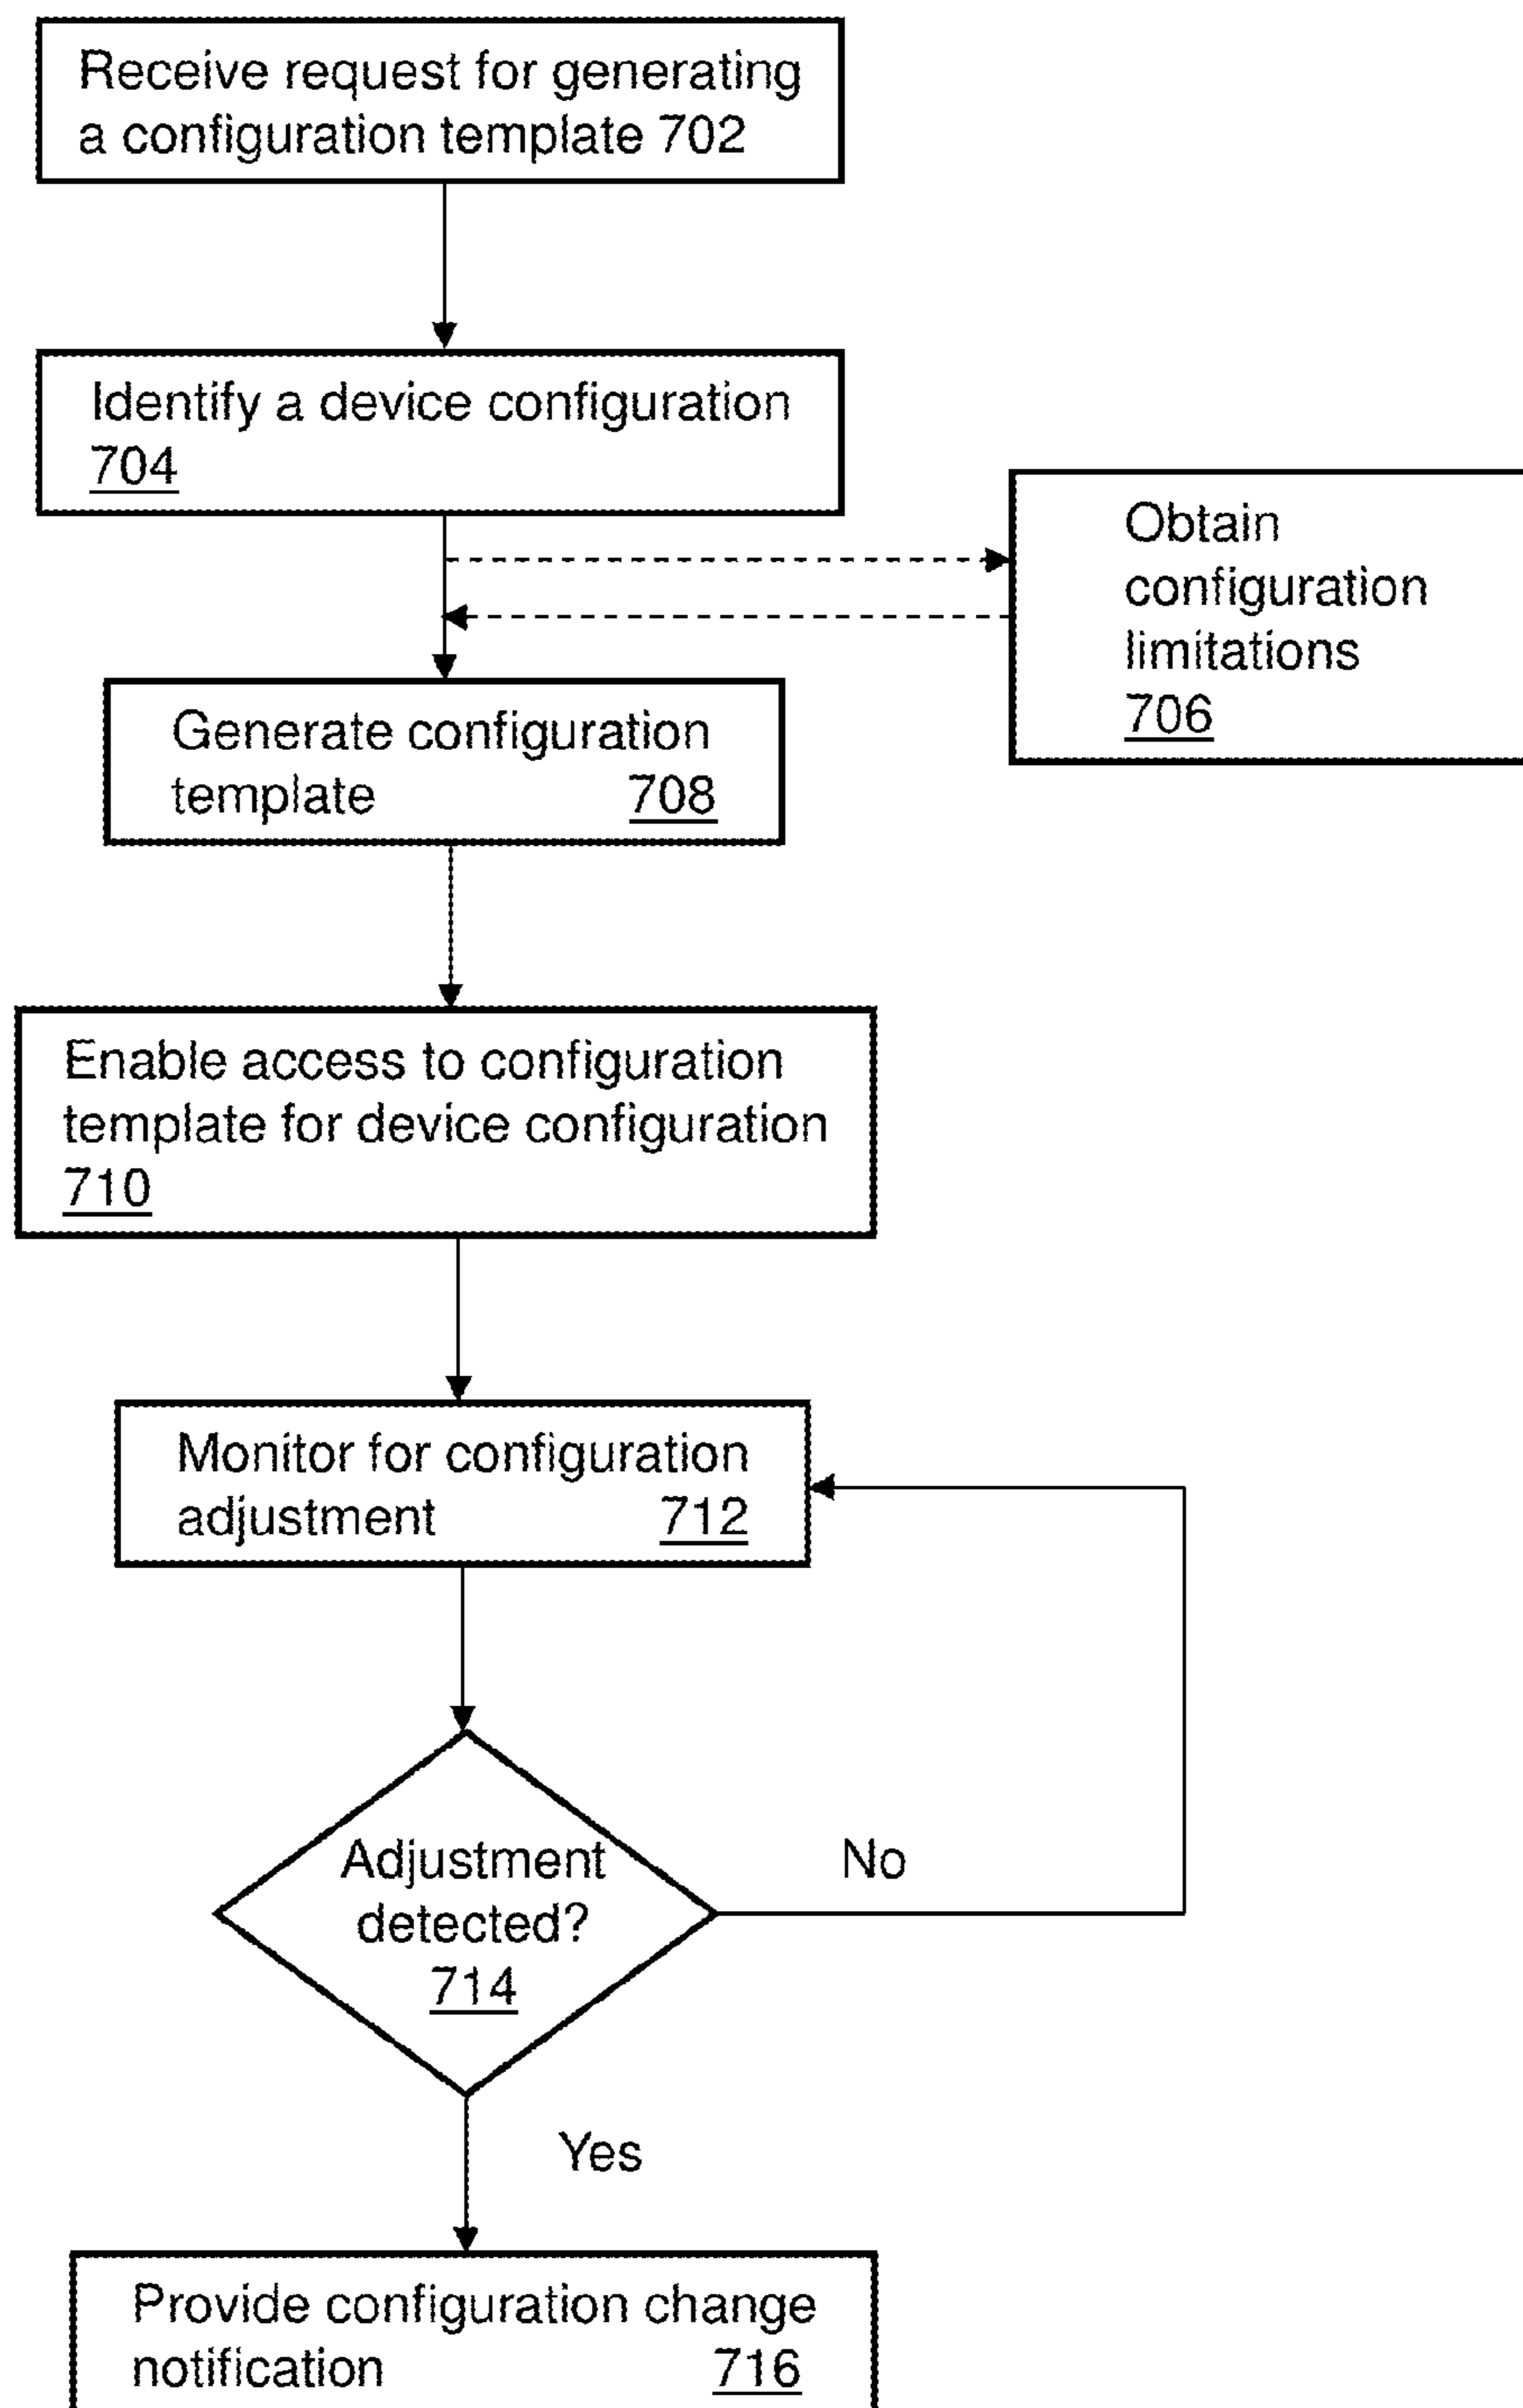 Receive request for generating
a configuration template 702
Identify a device configuration
704
Obtain
configuration
limitations
706
Generate configuration
template 708
Enable access to configuration
template for device configuration
710
Monitor for configuration
adjustment 712
Adjustment
detected?
714
No
Yes
Provide configuration change
notification 716